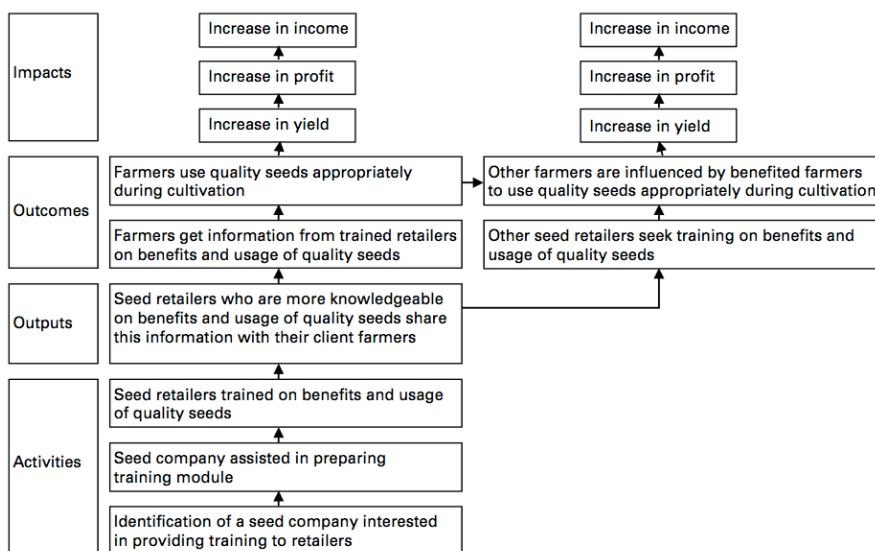 Impacts
Increase in income
Increase in profit
Increase in yield
Increase in income
Increase in profit
Increase in yield
Outcomes
Farmers use quality seeds appropriately
during cultivation
Other farmers are influenced by benefited farmers
to use quality seeds appropriately during cultivation
Farmers get information from trained retailers
on benefits and usage of quality seeds
Other seed retailers seek training on benefits and
usage of quality seeds
Outputs
Seed retailers who are more knowledgeable
on benefits and usage of quality seeds share
this information with their client farmers
Activities
Seed retailers trained on benefits and usage
of quality seeds
Seed company assisted in preparing
training module
Identification of a seed company interested
in providing training to retailers